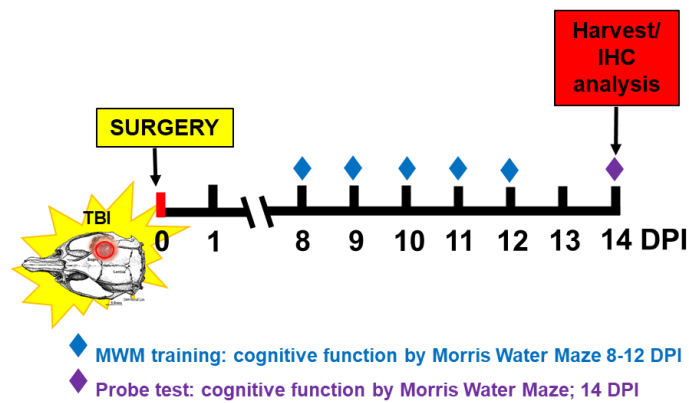 Harvest/
IHC
analysis
SURGERY
TBI
0 1 8 9 10 11 12 13 14 DPI
MWM training: cognitive function by Morris Water Maze 8-12 DPI
Probe test: cognitive function by Morris Water Maze; 14 DPI